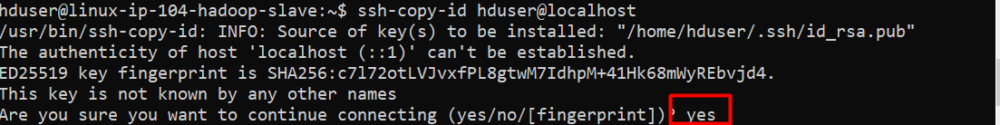 hduser@linux-ip-104-hadoop-slave:~$ ssh-copy-id hduser@localhost
/usr/bin/ssh-copy-id: INFO: Source of key(s) to be installed: "/home/hduser/.ssh/id_rsa.pub"
The authenticity of host 'localhost (::1)' can't be established.
ED25519 key fingerprint is SHA256:c7l72otLVJvxfPL8gtwM7IdhpM+41Hk68mWyREbvjd4.
This key is not known by any other names
Are you sure you want to continue connecting (yes/no/[fingerprint])? yes